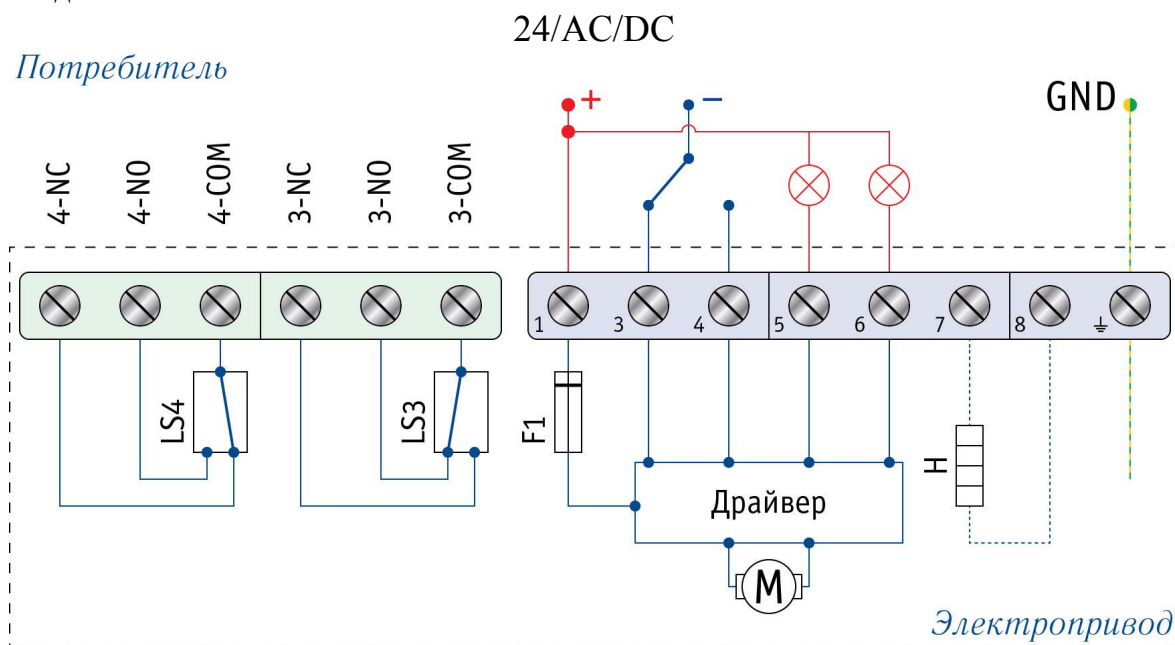 24/AC/DC
Потребитель
+ − GND
4-NC 4-NO 4-COM 3-NC 3-NO 3-COM
1 3 4 5 6 7 8
LS4 LS3 F1 H
Драйвер
M
Электропривод